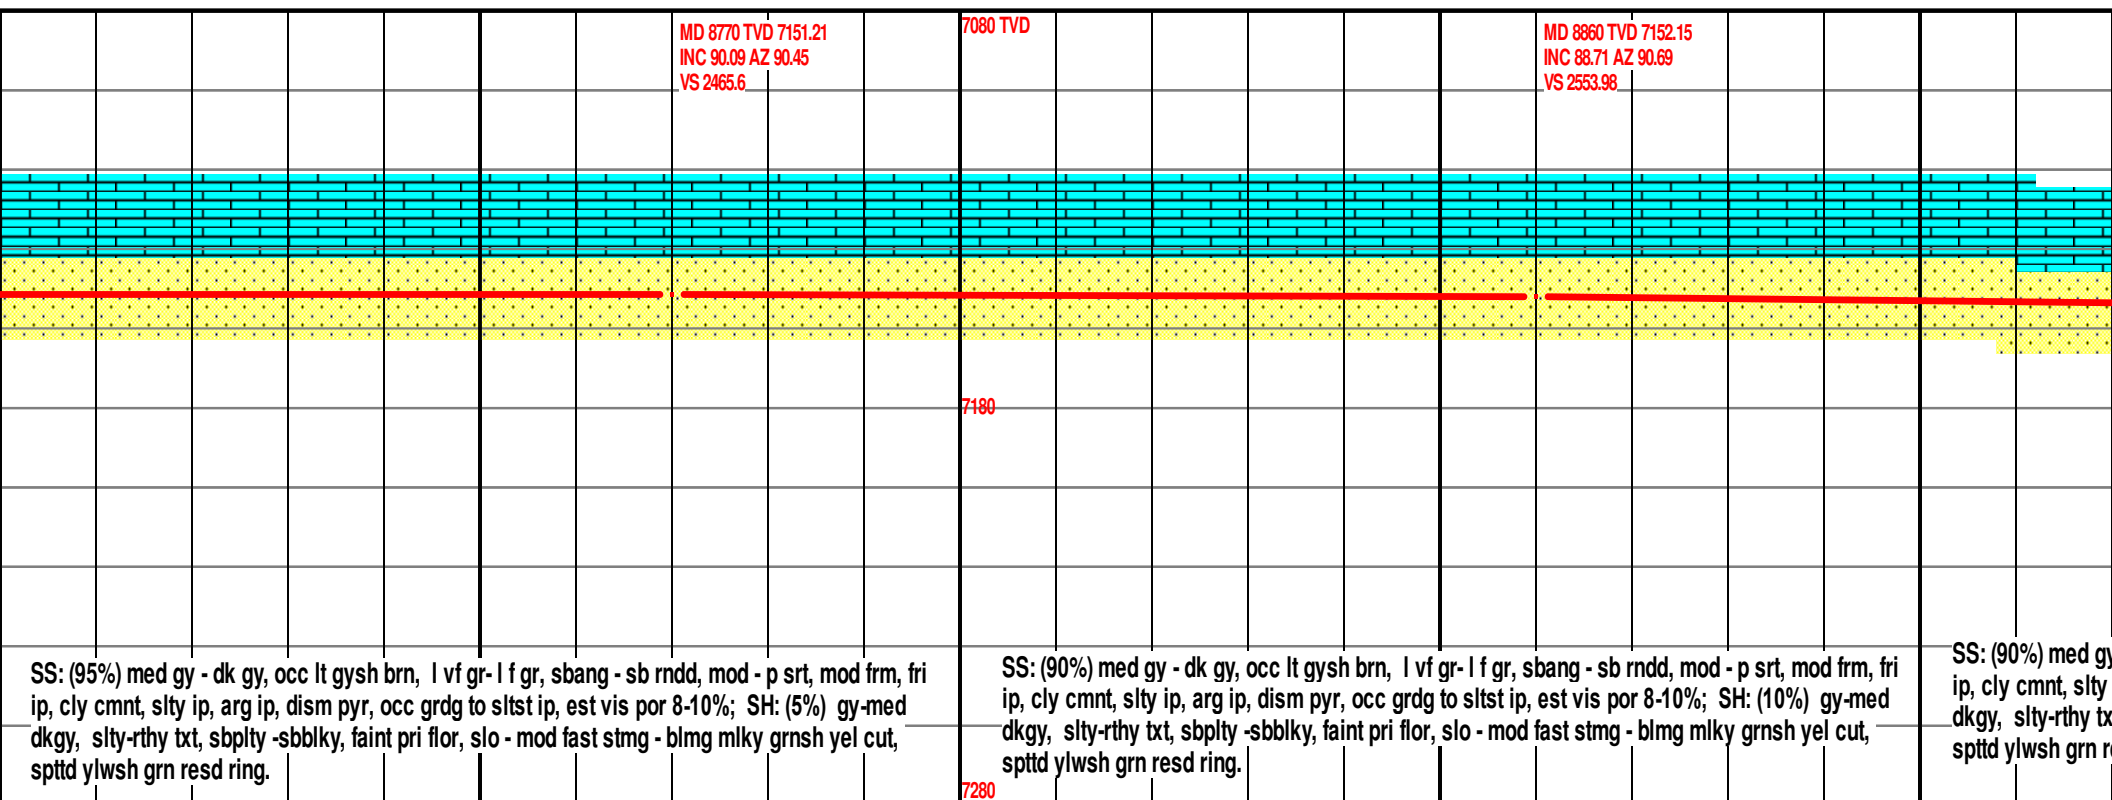 MD 8770 TVD 7151.21
INC 90.09 AZ 90.45
VS 2465.6
7080 TVD
MD 8860 TVD 7152.15
INC 88.71 AZ 90.69
VS 2553.98
7180
SS: (95%) med gy - dk gy, occ lt gysh brn, l vf gr- l f gr, sbang - sb rndd, mod - p srt, mod frm, fri
ip, cly cmnt, slty ip, arg ip, dism pyr, occ grdg to sltst ip, est vis por 8-10%; SH: (5%) gy-med
dkgy, slty-rthy txt, sbplty -sbblky, faint pri flor, slo - mod fast stmg - blmg mlky grnsh yel cut,
spttd ylwsh grn resd ring.
SS: (90%) med gy - dk gy, occ lt gysh brn, l vf gr- l f gr, sbang - sb rndd, mod - p srt, mod frm, fri
ip, cly cmnt, slty ip, arg ip, dism pyr, occ grdg to sltst ip, est vis por 8-10%; SH: (10%) gy-med
dkgy, slty-rthy txt, sbplty -sbblky, faint pri flor, slo - mod fast stmg - blmg mlky grnsh yel cut,
spttd ylwsh grn resd ring.
SS: (90%) med gy
ip, cly cmnt, slty
dkgy, slty-rthy tx
spttd ylwsh grn r
7280